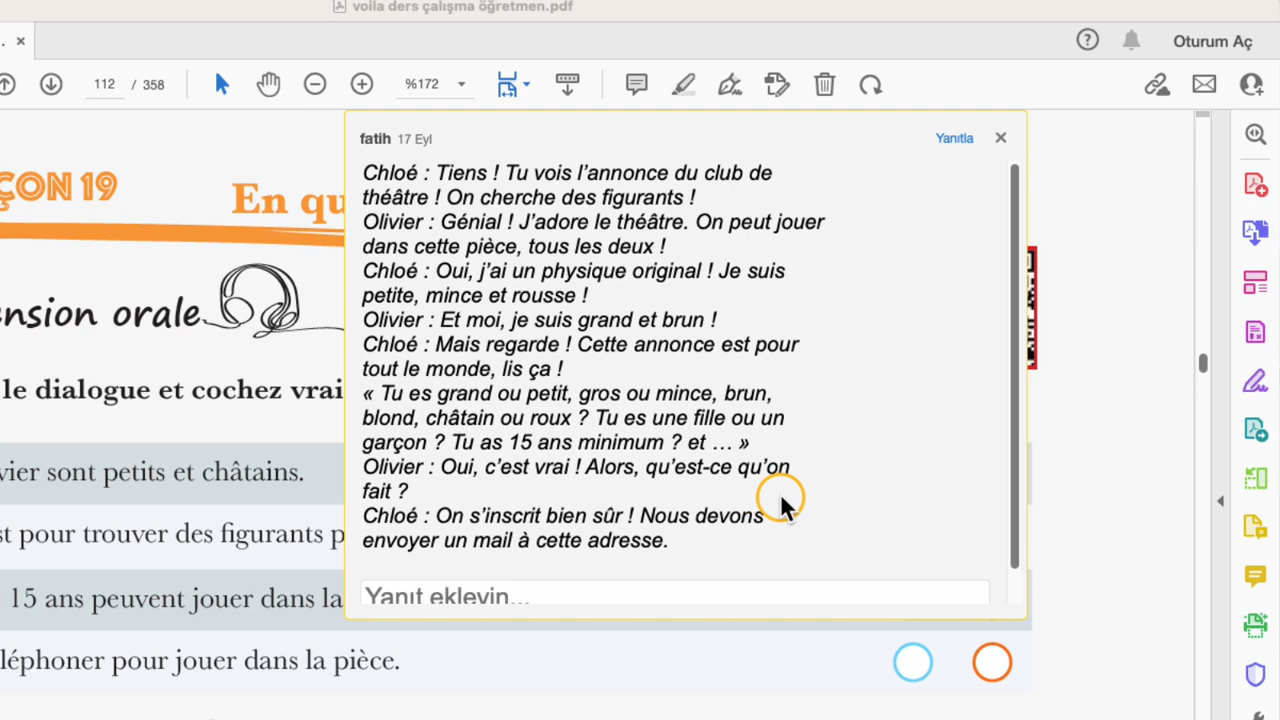 voila ders çalışma öğretmen.pdf
Oturum Aç
112 / 358
%172
ÇON 19
En qu
fatih 17 Eyl
Yanıtla
Chloé : Tiens ! Tu vois l’annonce du club de
théâtre ! On cherche des figurants !
Olivier : Génial ! J’adore le théâtre. On peut jouer
dans cette pièce, tous les deux !
Chloé : Oui, j’ai un physique original ! Je suis
petite, mince et rousse !
Olivier : Et moi, je suis grand et brun !
Chloé : Mais regarde ! Cette annonce est pour
tout le monde, lis ça !
« Tu es grand ou petit, gros ou mince, brun,
blond, châtain ou roux ? Tu es une fille ou un
garçon ? Tu as 15 ans minimum ? et … »
Olivier : Oui, c’est vrai ! Alors, qu’est-ce qu’on
fait ?
Chloé : On s’inscrit bien sûr ! Nous devons
envoyer un mail à cette adresse.
Yanıt ekleyin...
ension orale
le dialogue et cochez vrai
vier sont petits et châtains.
st pour trouver des figurants p
15 ans peuvent jouer dans la
léphoner pour jouer dans la pièce.